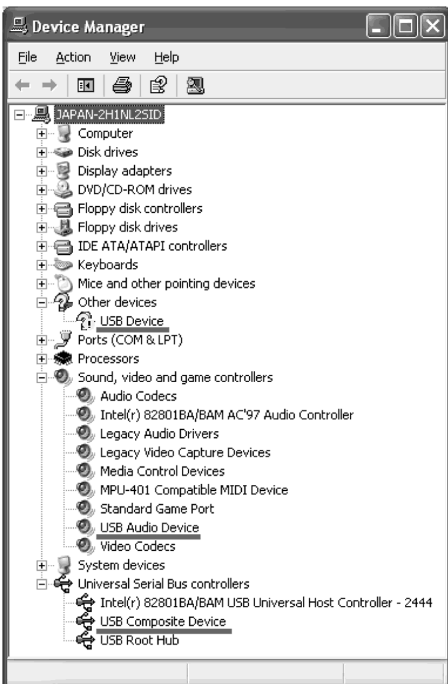 Device Manager
File Action View Help
JAPAN-2H1NL2SID
Computer
Disk drives
Display adapters
DVD/CD-ROM drives
Floppy disk controllers
Floppy disk drives
IDE ATA/ATAPI controllers
Keyboards
Mice and other pointing devices
Other devices
USB Device
Ports (COM & LPT)
Processors
Sound, video and game controllers
Audio Codecs
Intel(r) 82801BA/BAM AC'97 Audio Controller
Legacy Audio Drivers
Legacy Video Capture Devices
Media Control Devices
MPU-401 Compatible MIDI Device
Standard Game Port
USB Audio Device
Video Codecs
System devices
Universal Serial Bus controllers
Intel(r) 82801BA/BAM USB Universal Host Controller - 2444
USB Composite Device
USB Root Hub